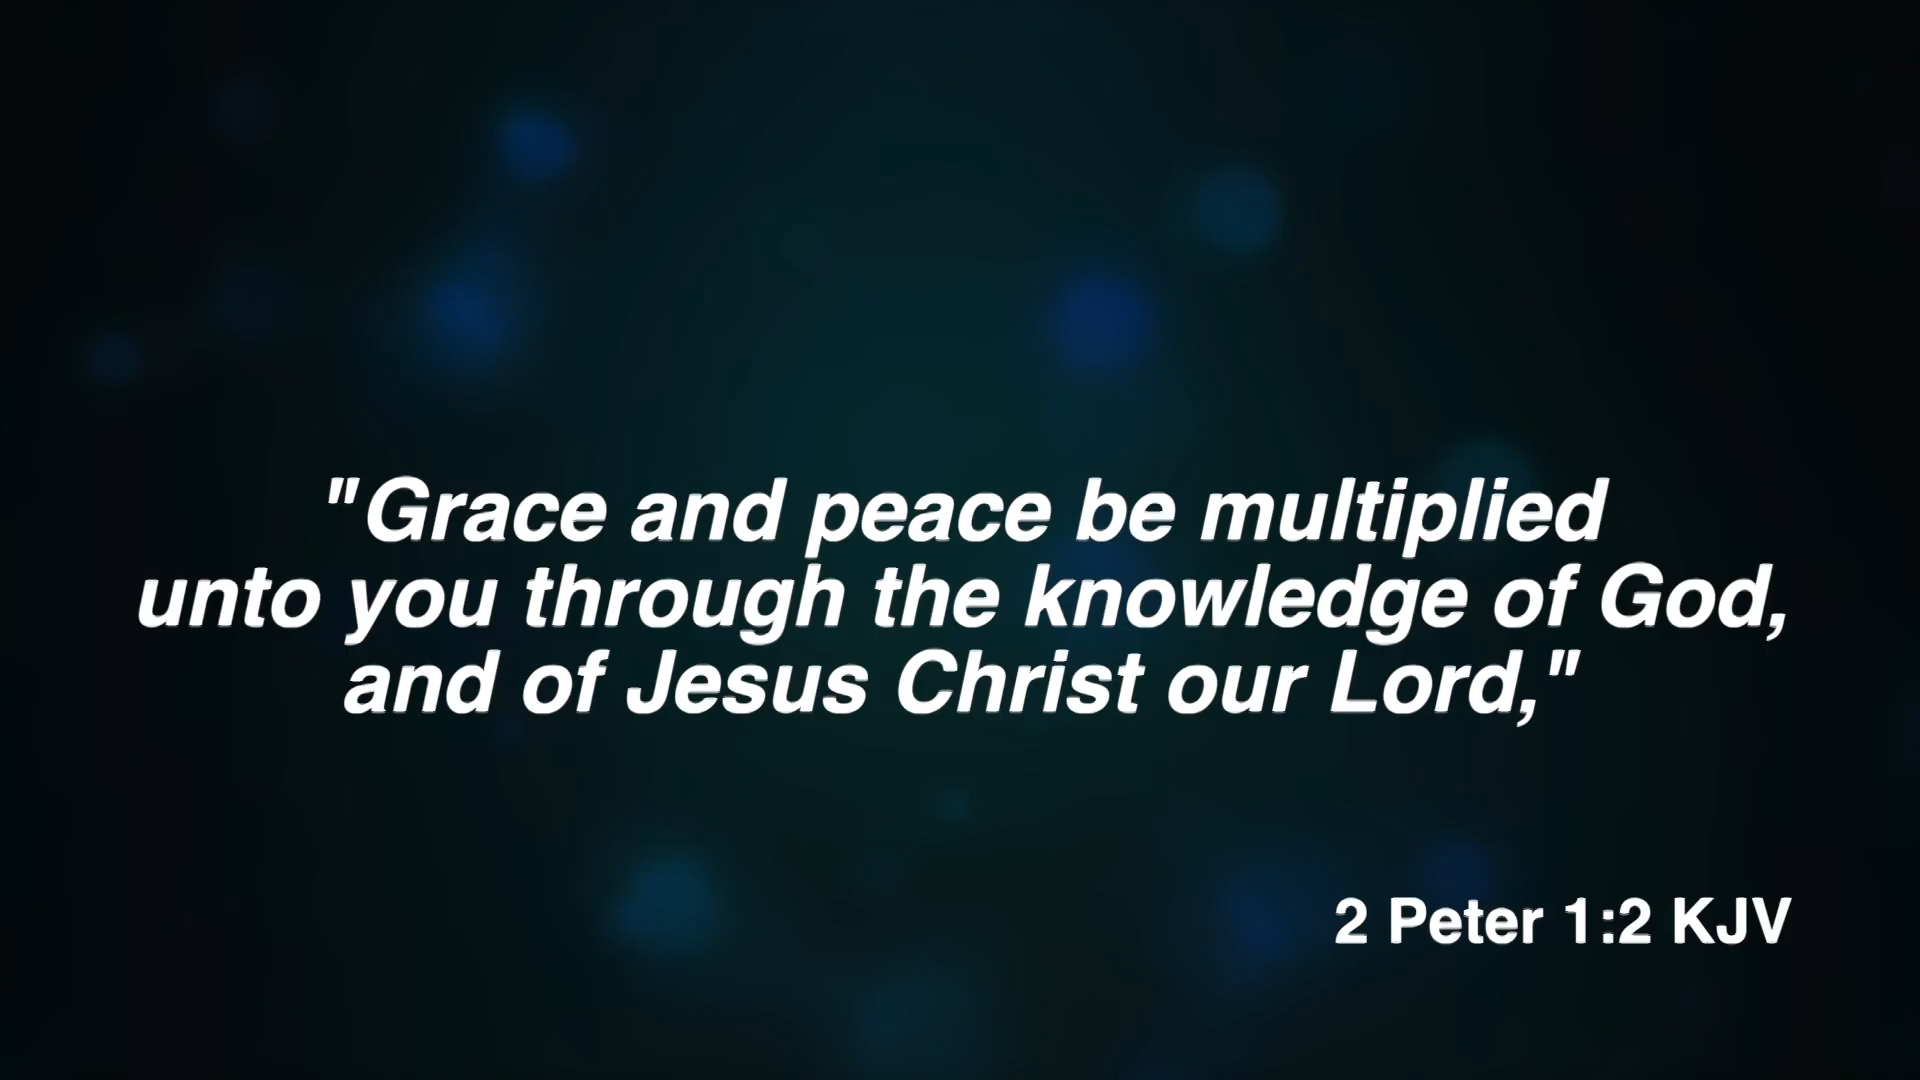 "Grace and peace be multiplied
unto you through the knowledge of God,
and of Jesus Christ our Lord,"
2 Peter 1:2 KJV